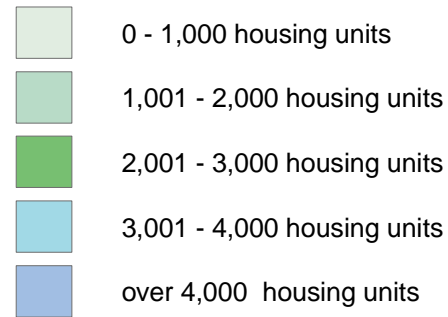 0 - 1,000 housing units
1,001 - 2,000 housing units
2,001 - 3,000 housing units
3,001 - 4,000 housing units
over 4,000  housing units